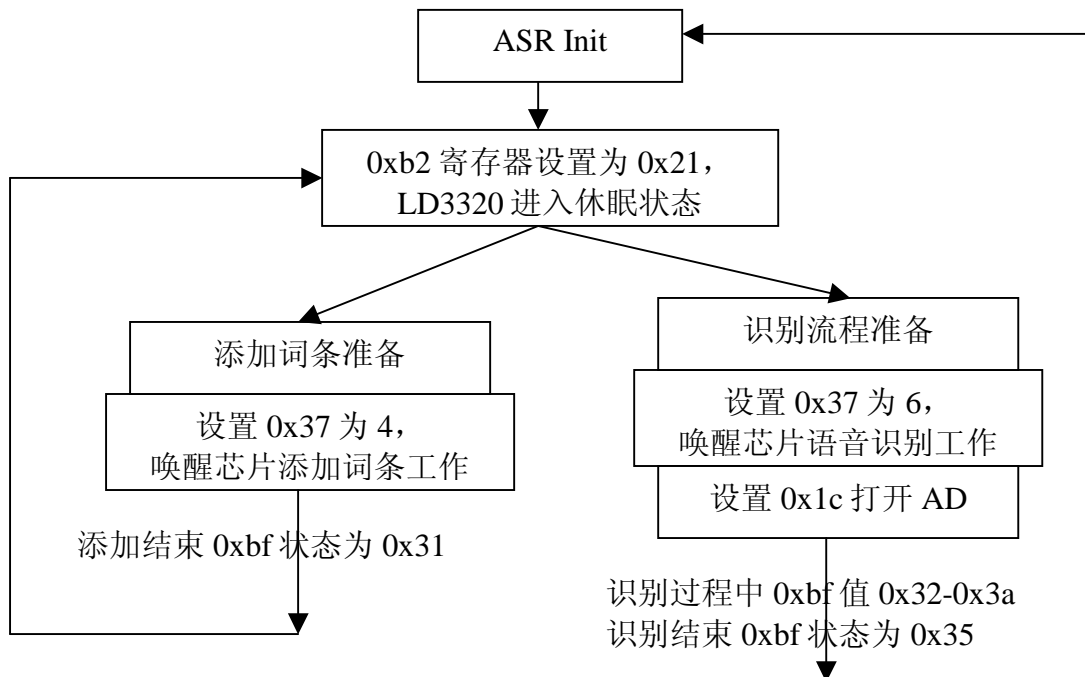 ASR Init
0xb2 寄存器设置为 0x21，
LD3320 进入休眠状态
添加词条准备
设置 0x37 为 4，
唤醒芯片添加词条工作
添加结束 0xbf 状态为 0x31
识别流程准备
设置 0x37 为 6，
唤醒芯片语音识别工作
设置 0x1c 打开 AD
识别过程中 0xbf 值 0x32-0x3a
识别结束 0xbf 状态为 0x35